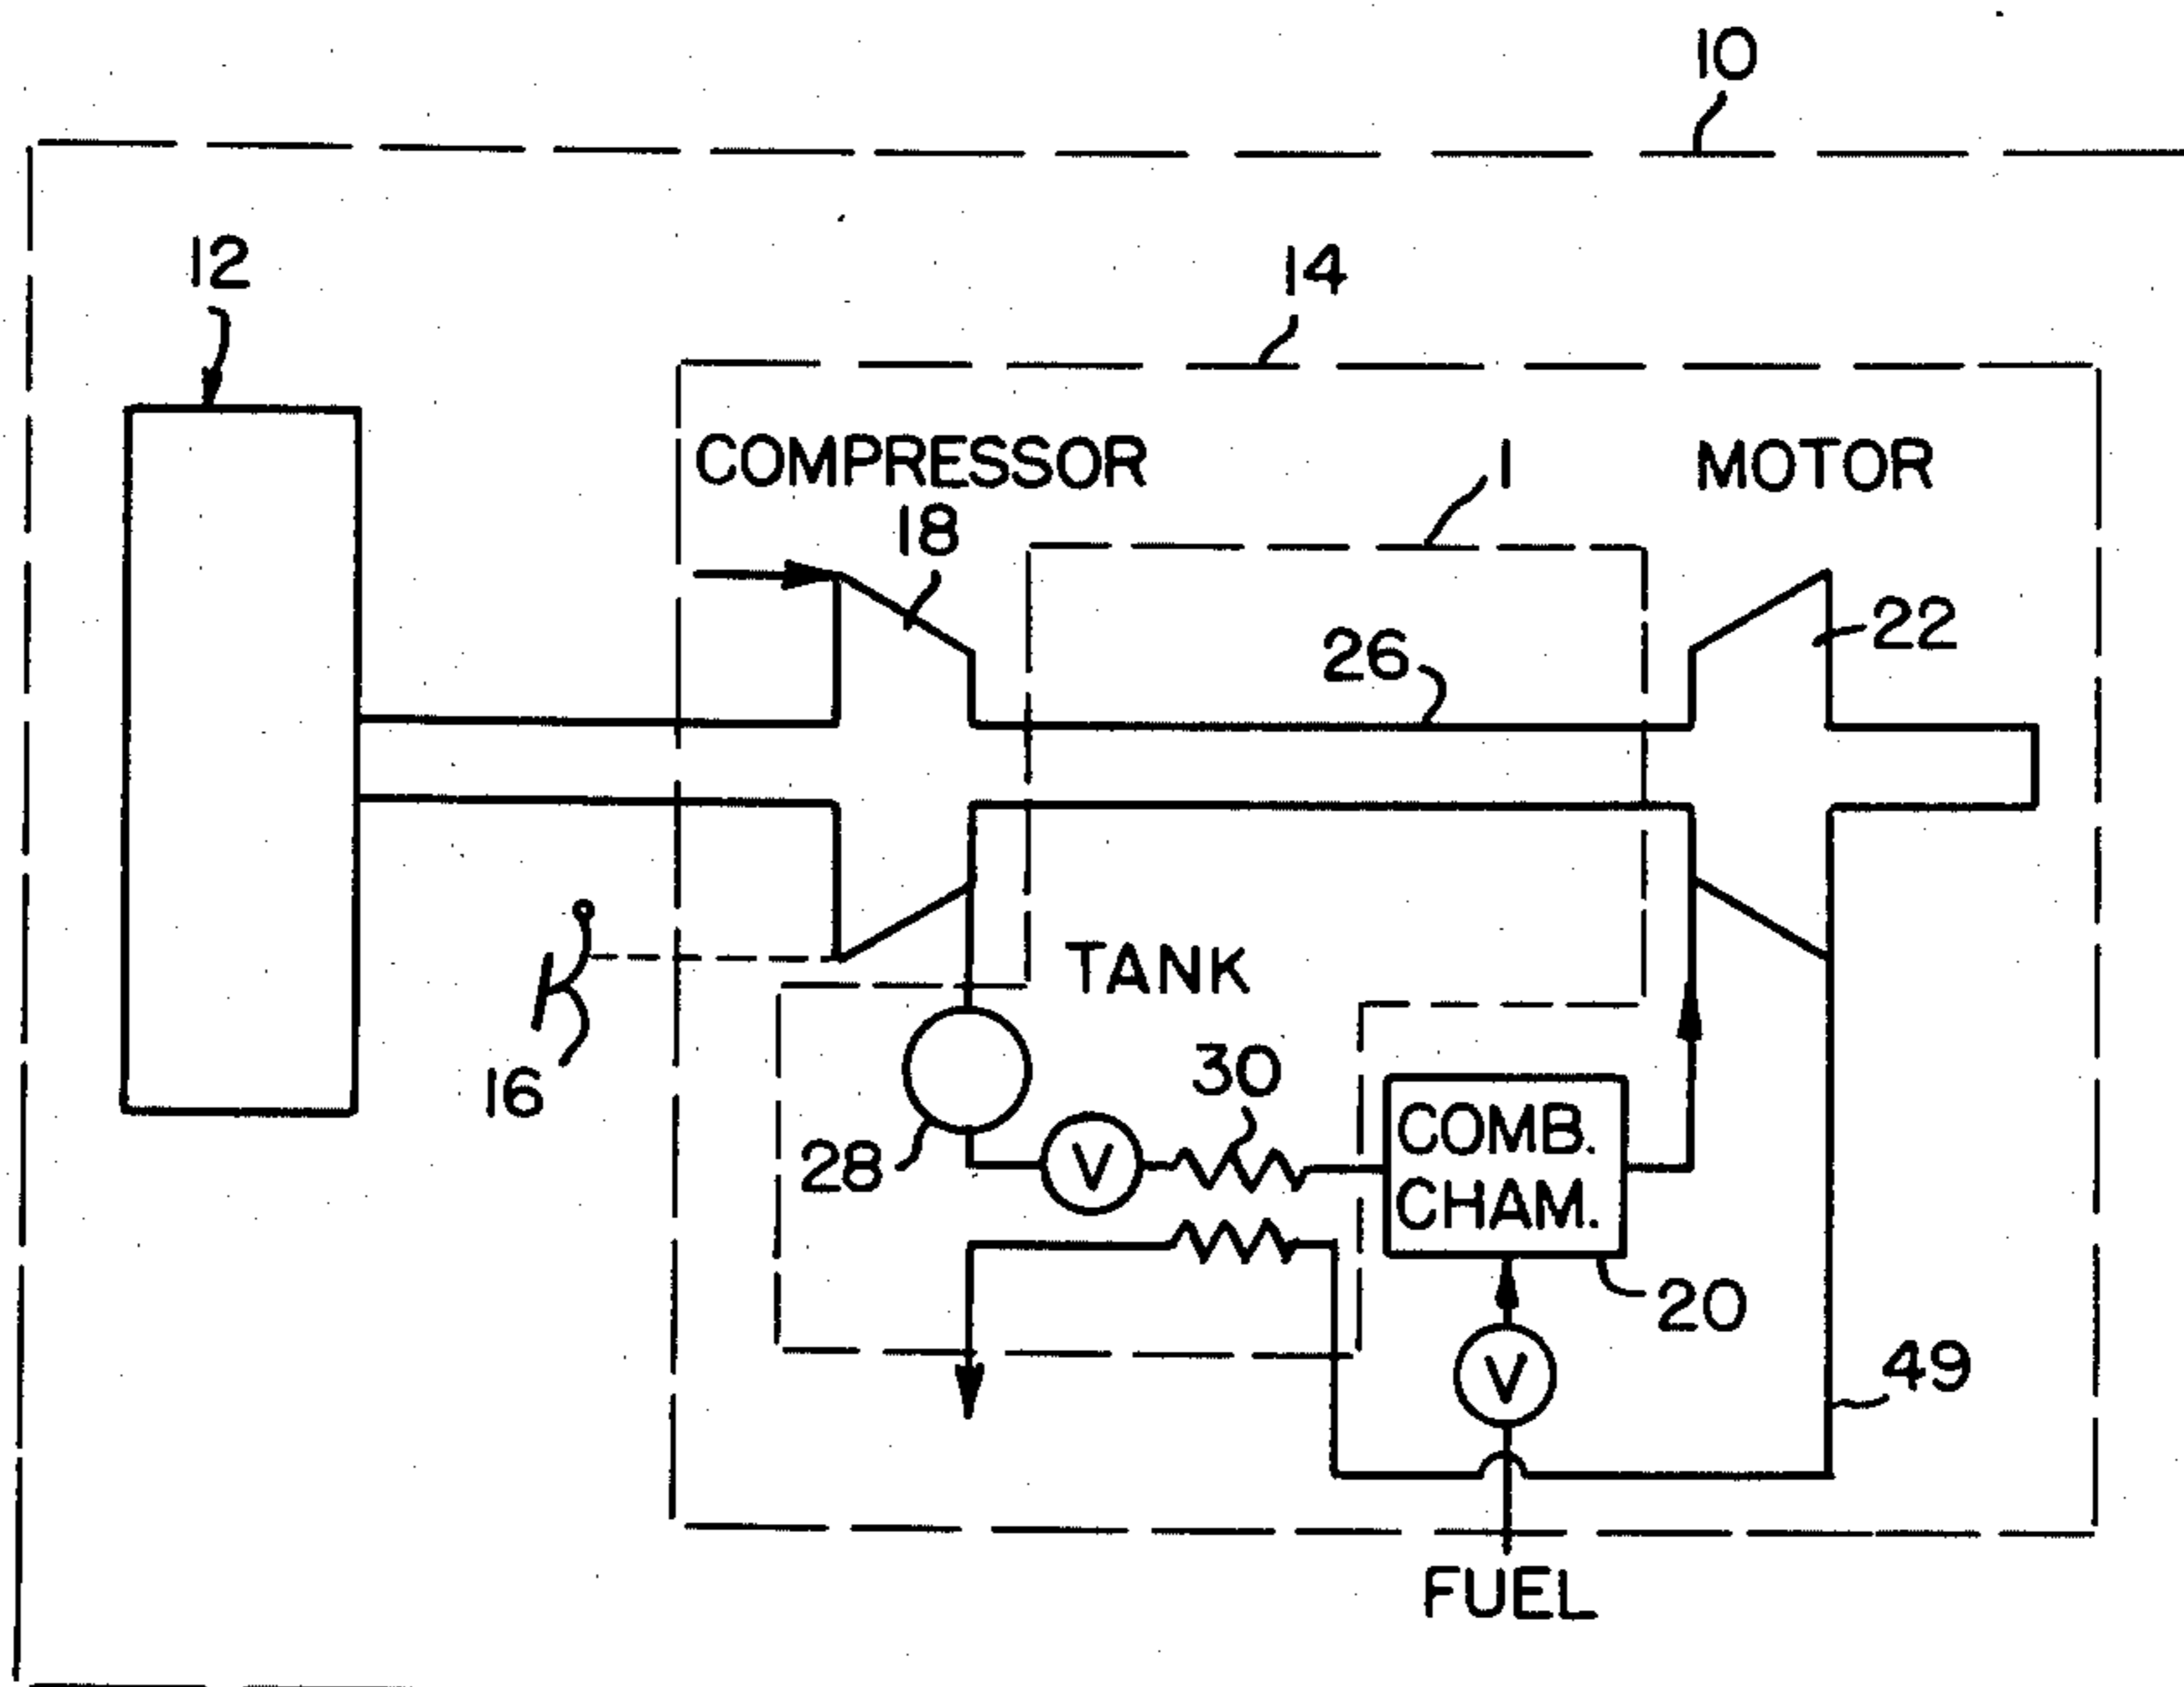 10
12
14
COMPRESSOR
1
MOTOR
18
26
22
TANK
16
30
28
V
COMB.
CHAM.
20
V
49
FUEL